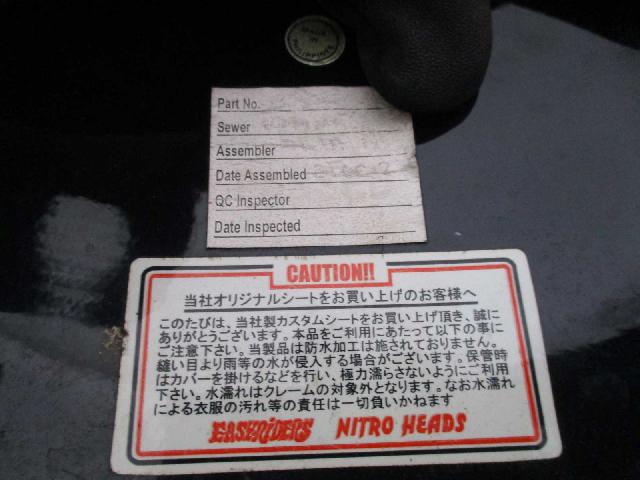 MADE IN PHILIPPINES
Part No.
Sewer
Assembler
Date Assembled
QC Inspector
Date Inspected
CAUTION!!
当社オリジナルシートをお買い上げのお客様へ
このたびは、当社製カスタムシートをお買い上げ頂き、誠に
ありがとうございます。本品をご利用にあたって以下の事に
ご注意下さい。当製品は防水加工は施されておりません。
縫い目より雨等の水が侵入する場合がございます。保管時
はカバーを掛けるなどを行い、極力濡らさないようにご利用
下さい。水濡れはクレームの対象外となります。なお水濡れ
による衣服の汚れ等の責任は一切負いかねます
EASYRIDERS NITRO HEADS